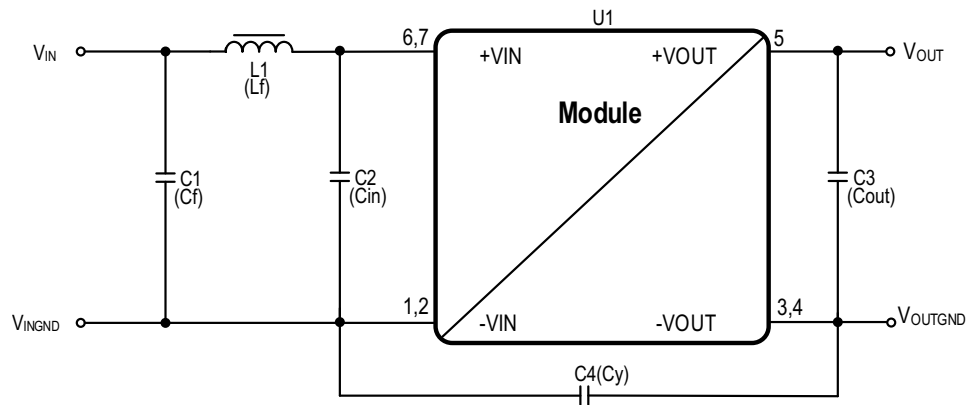 U1
VIN
L1
(Lf)
6,7
+VIN
+VOUT
5
VOUT
Module
C1
(Cf)
C2
(Cin)
C3
(Cout)
VINGND
1,2
-VIN
-VOUT
3,4
VOUTGND
C4(Cy)